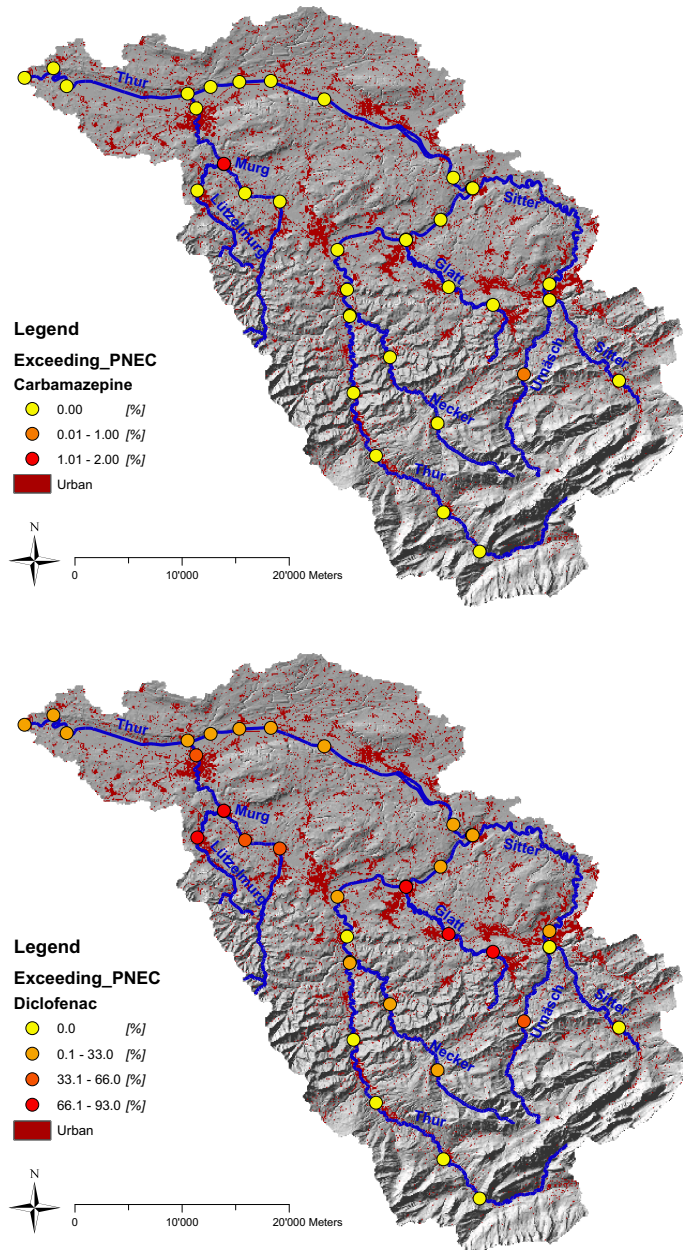 Thur
Murg
Lützelmurg
Sitter
Glatt
Urnäsch
Sitter
Necker
Thur
Legend
Exceeding_PNEC
Carbamazepine
0.00 [%]
0.01 - 1.00 [%]
1.01 - 2.00 [%]
Urban
N
0 10'000 20'000 Meters
Thur
Murg
Lützelmurg
Sitter
Glatt
Urnäsch
Sitter
Necker
Thur
Legend
Exceeding_PNEC
Diclofenac
0.0 [%]
0.1 - 33.0 [%]
33.1 - 66.0 [%]
66.1 - 93.0 [%]
Urban
N
0 10'000 20'000 Meters